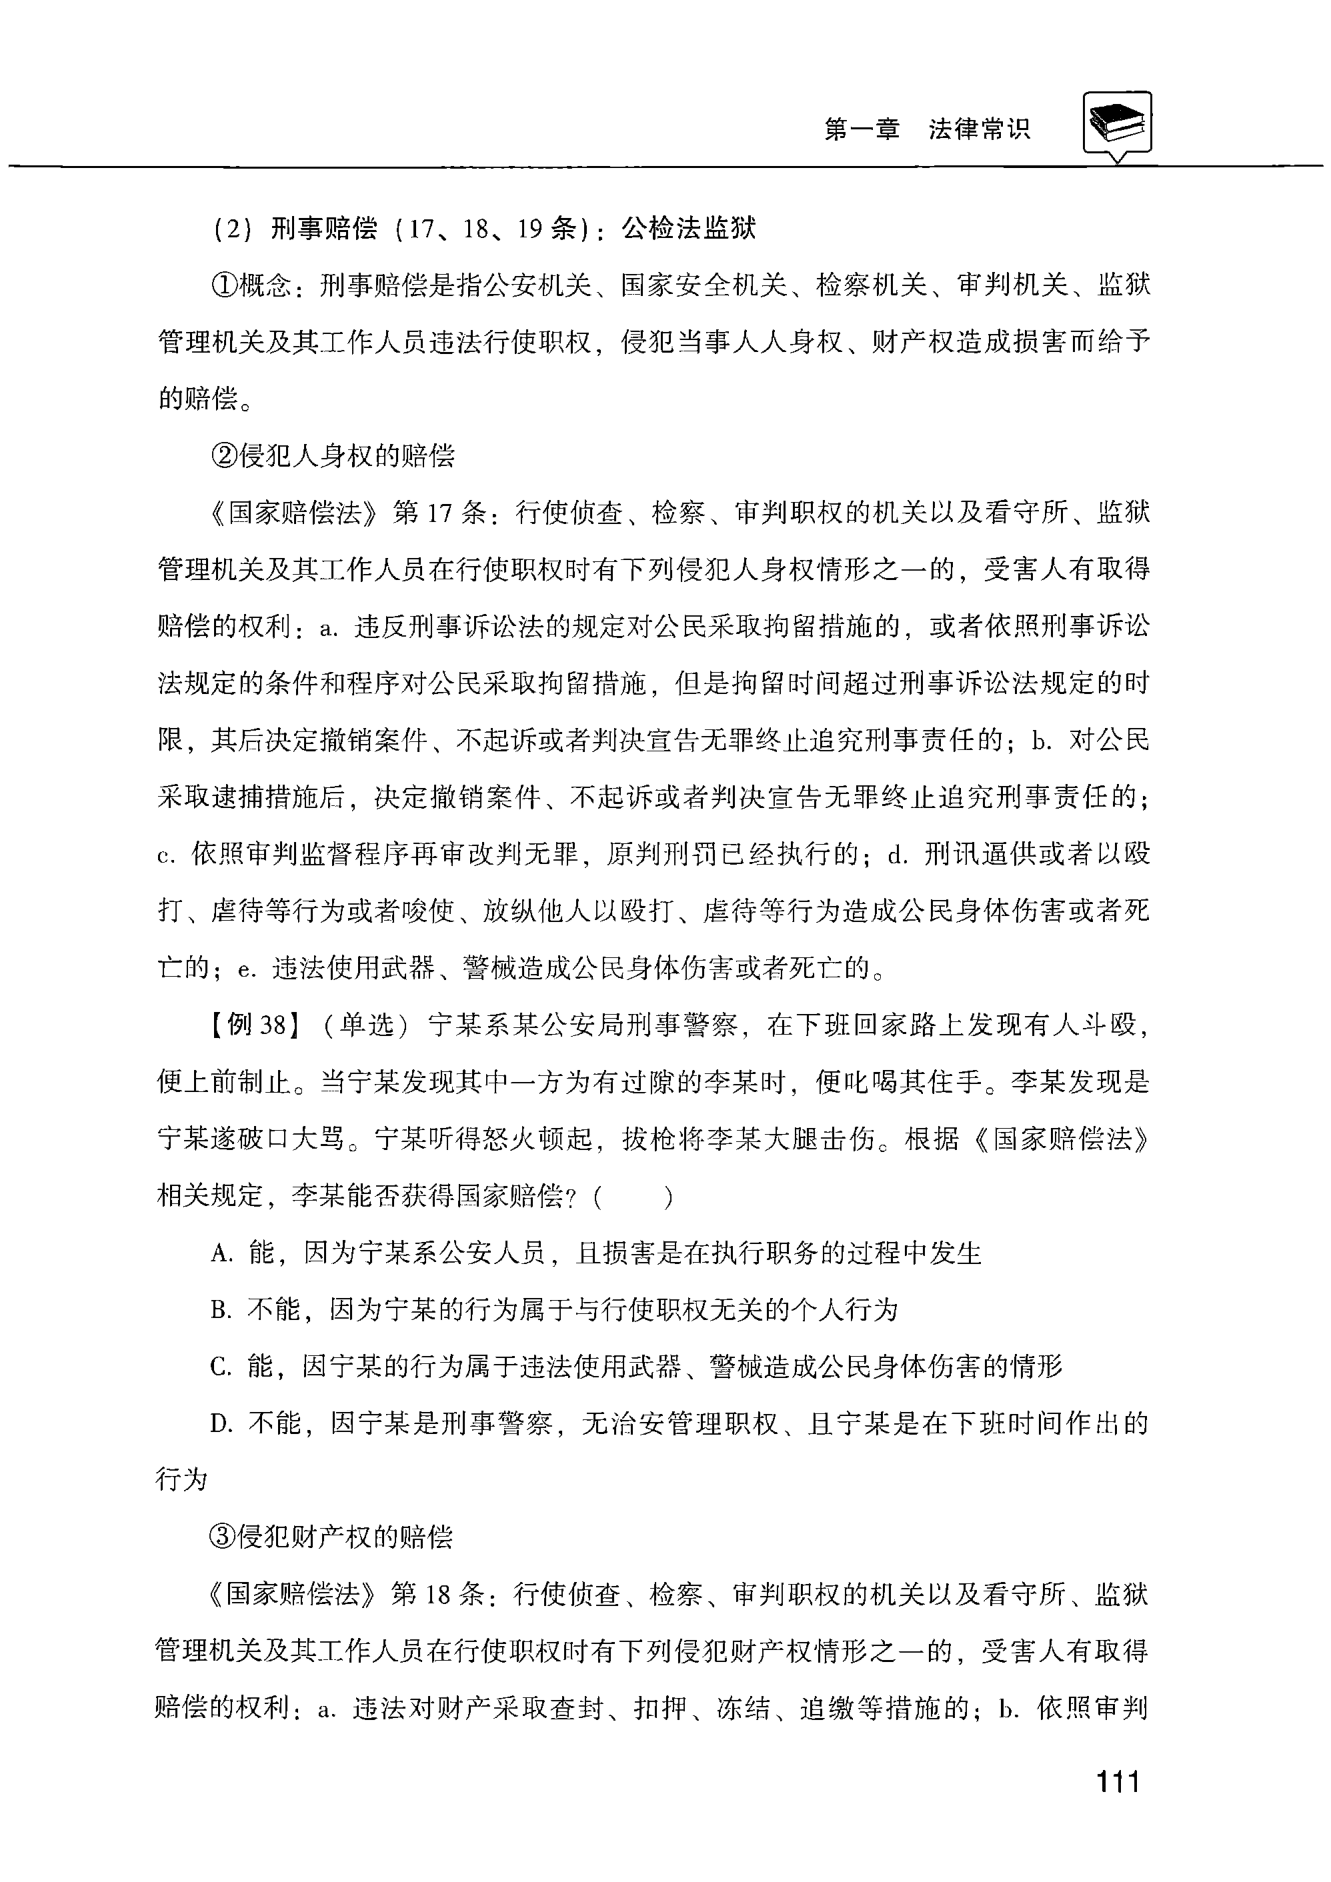 第一章 法律常识
(2) 刑事赔偿 (17、18、19 条)：公检法监狱
①概念：刑事赔偿是指公安机关、国家安全机关、检察机关、审判机关、监狱
管理机关及其工作人员违法行使职权，侵犯当事人人身权、财产权造成损害而给予
的赔偿。
②侵犯人身权的赔偿
《国家赔偿法》第 17 条：行使侦查、检察、审判职权的机关以及看守所、监狱
管理机关及其工作人员在行使职权时有下列侵犯人身权情形之一的，受害人有取得
赔偿的权利：a. 违反刑事诉讼法的规定对公民采取拘留措施的，或者依照刑事诉讼
法规定的条件和程序对公民采取拘留措施，但是拘留时间超过刑事诉讼法规定的时
限，其后决定撤销案件、不起诉或者判决宣告无罪终止追究刑事责任的；b. 对公民
采取逮捕措施后，决定撤销案件、不起诉或者判决宣告无罪终止追究刑事责任的；
c. 依照审判监督程序再审改判无罪，原判刑罚已经执行的；d. 刑讯逼供或者以殴
打、虐待等行为或者唆使、放纵他人以殴打、虐待等行为造成公民身体伤害或者死
亡的；e. 违法使用武器、警械造成公民身体伤害或者死亡的。
【例 38】(单选) 宁某系某公安局刑事警察，在下班回家路上发现有人斗殴，
便上前制止。当宁某发现其中一方为有过隙的李某时，便叱喝其住手。李某发现是
宁某遂破口大骂。宁某听得怒火顿起，拔枪将李某大腿击伤。根据《国家赔偿法》
相关规定，李某能否获得国家赔偿？(　　)
A. 能，因为宁某系公安人员，且损害是在执行职务的过程中发生
B. 不能，因为宁某的行为属于与行使职权无关的个人行为
C. 能，因宁某的行为属于违法使用武器、警械造成公民身体伤害的情形
D. 不能，因宁某是刑事警察，无治安管理职权、且宁某是在下班时间作出的
行为
③侵犯财产权的赔偿
《国家赔偿法》第 18 条：行使侦查、检察、审判职权的机关以及看守所、监狱
管理机关及其工作人员在行使职权时有下列侵犯财产权情形之一的，受害人有取得
赔偿的权利：a. 违法对财产采取查封、扣押、冻结、追缴等措施的；b. 依照审判
111